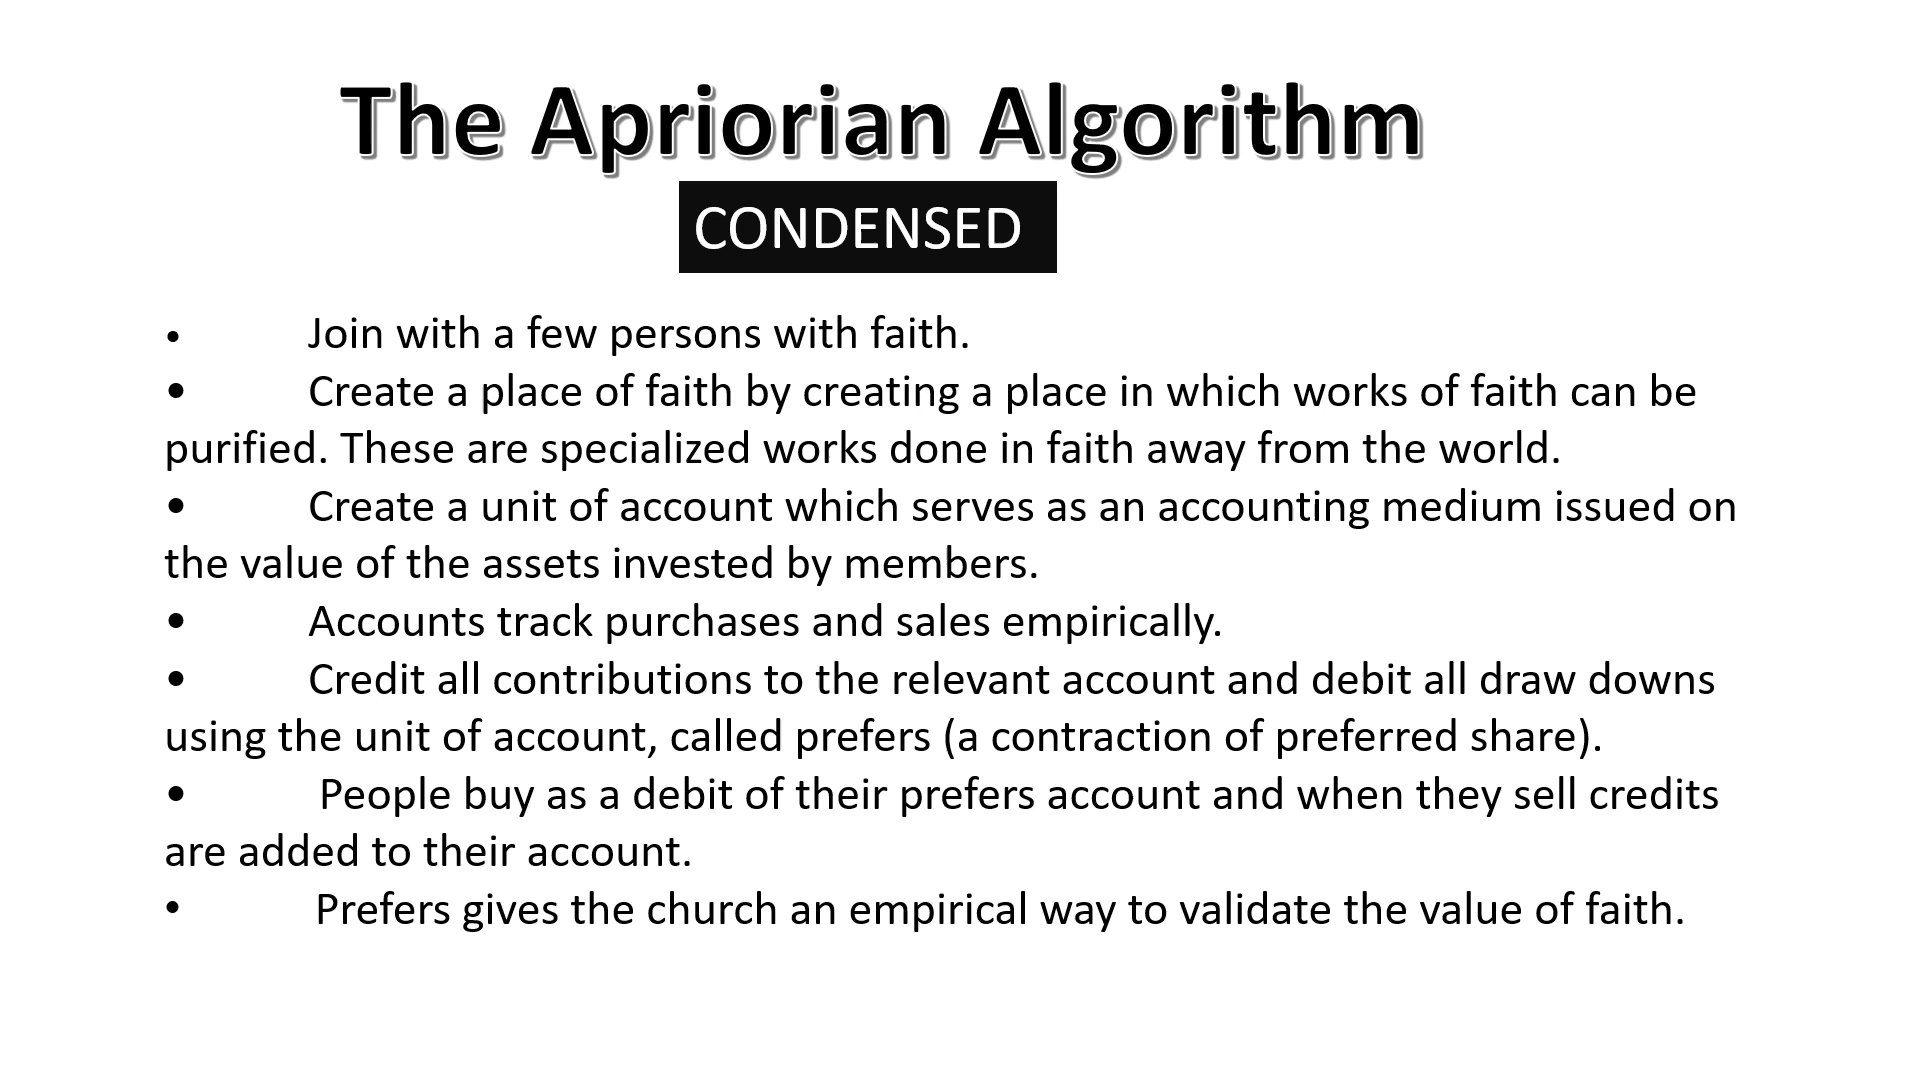 The Apriorian Algorithm
CONDENSED
• Join with a few persons with faith.
• Create a place of faith by creating a place in which works of faith can be
purified. These are specialized works done in faith away from the world.
• Create a unit of account which serves as an accounting medium issued on
the value of the assets invested by members.
• Accounts track purchases and sales empirically.
• Credit all contributions to the relevant account and debit all draw downs
using the unit of account, called prefers (a contraction of preferred share).
• People buy as a debit of their prefers account and when they sell credits
are added to their account.
• Prefers gives the church an empirical way to validate the value of faith.